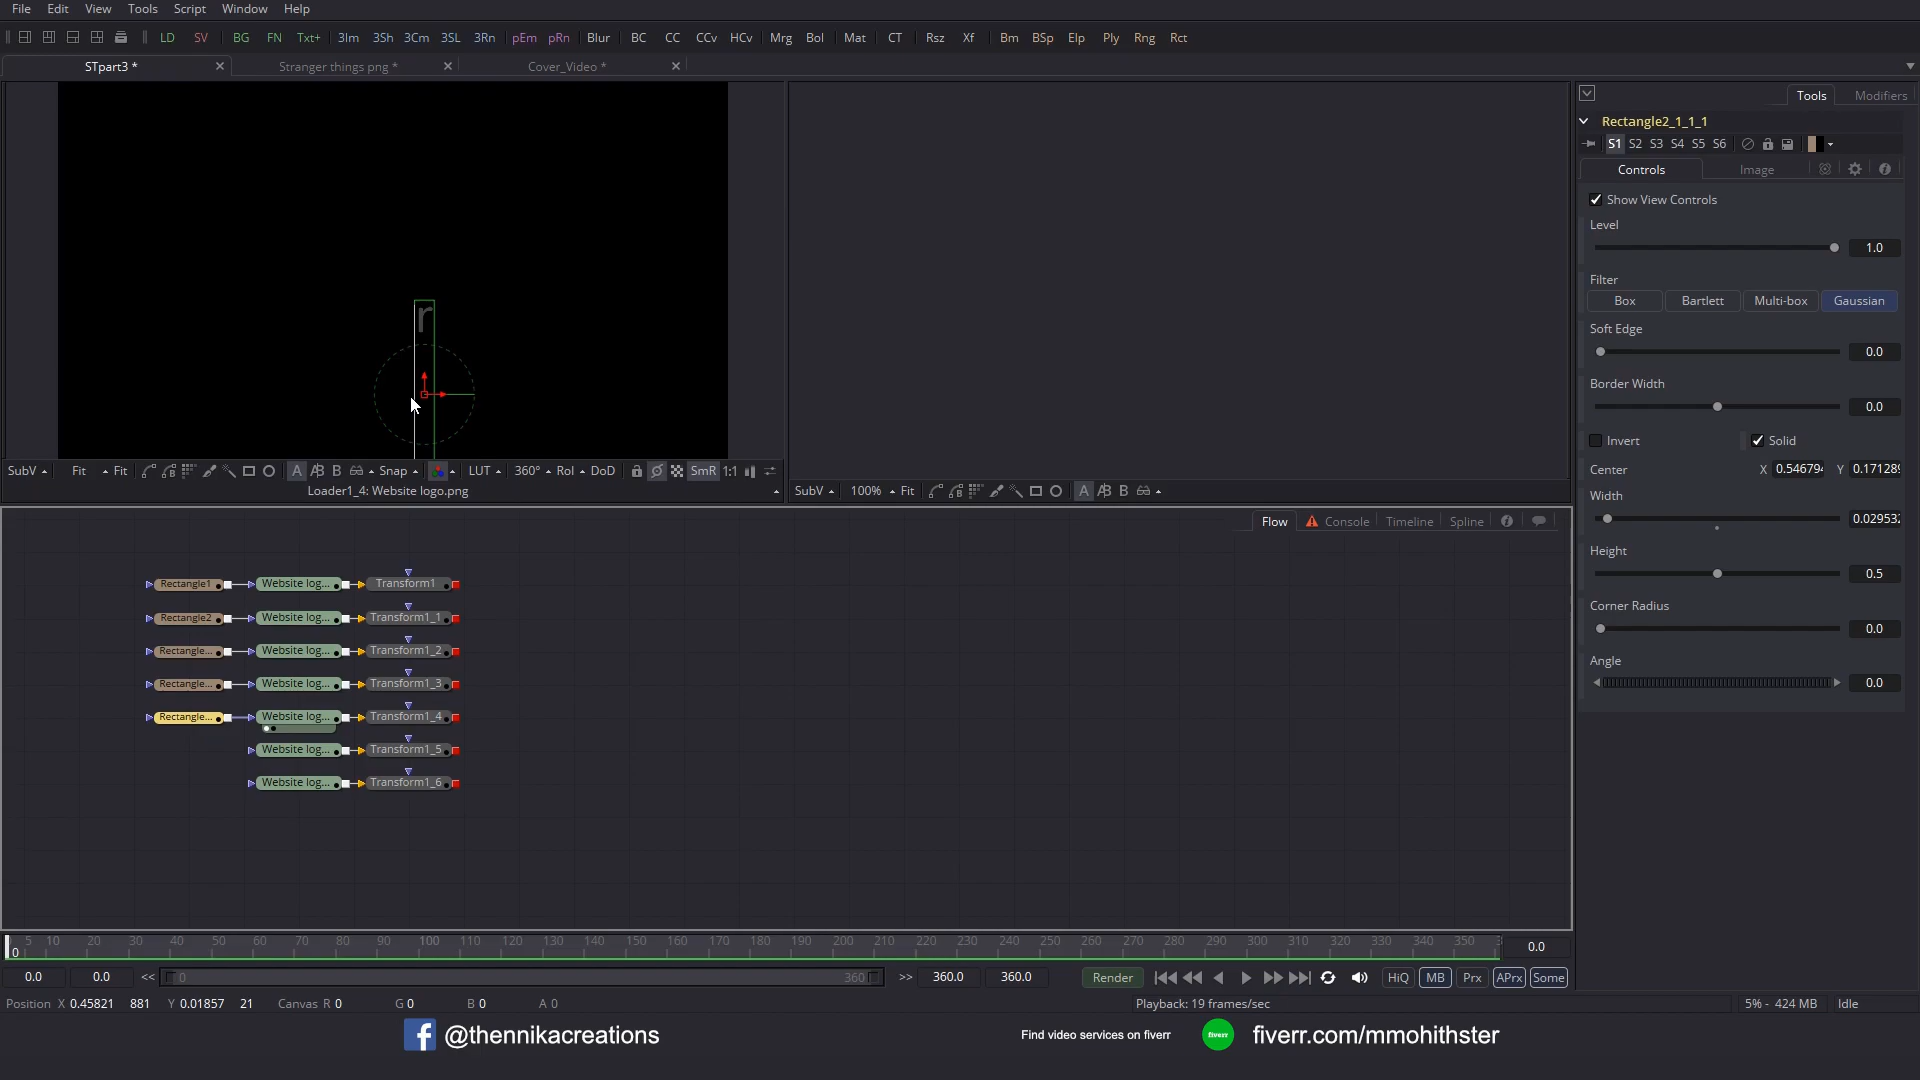 File Edit View Tools Script Window Help
LD SV BG FN Txt+ 3Im 3Sh 3Cm 3SL 3Rn pEm pRn Blur BC CC CCv HCv Mrg Bol Mat CT Rsz Xf Bm BSp Elp Ply Rng Rct
STpart3 * Stranger things png * Cover_Video *
Tools Modifiers
Rectangle2_1_1_1
S1 S2 S3 S4 S5 S6
Controls Image
Show View Controls
Level
1.0
Filter
Box Bartlett Multi-box Gaussian
r
Soft Edge
0.0
Border Width
0.0
Invert Solid
Center X 0.546794 Y 0.171289
Width
0.029532
Height
0.5
Corner Radius
0.0
Angle
0.0
SubV Fit Fit A B Snap LUT 360° RoI DoD SmR 1:1
Loader1_4: Website logo.png
SubV 100% Fit A B
Flow Console Timeline Spline
Rectangle1 Website log... Transform1
Rectangle2 Website log... Transform1_1
Rectangle... Website log... Transform1_2
Rectangle... Website log... Transform1_3
Rectangle... Website log... Transform1_4
Website log... Transform1_5
Website log... Transform1_6
0 5 10 20 30 40 50 60 70 80 90 100 110 120 130 140 150 160 170 180 190 200 210 220 230 240 250 260 270 280 290 300 310 320 330 340 350 0.0
0.0 0.0 << 0 360 >> 360.0 360.0 Render HiQ MB Prx APrx Some
Position X 0.45821 881 Y 0.01857 21 Canvas R 0 G 0 B 0 A 0 Playback: 19 frames/sec 5% - 424 MB Idle
f @thennikacreations Find video services on fiverr fiverr. fiverr.com/mmohithster